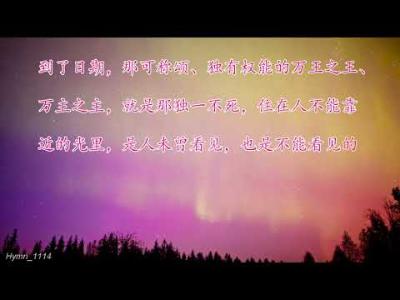 到了日期，那可称颂、独有权能的万王之王、
万主之主，就是那独一不死，住在人不能靠
近的光里，是人未曾看见，也是不能看见的
Hymn_1114